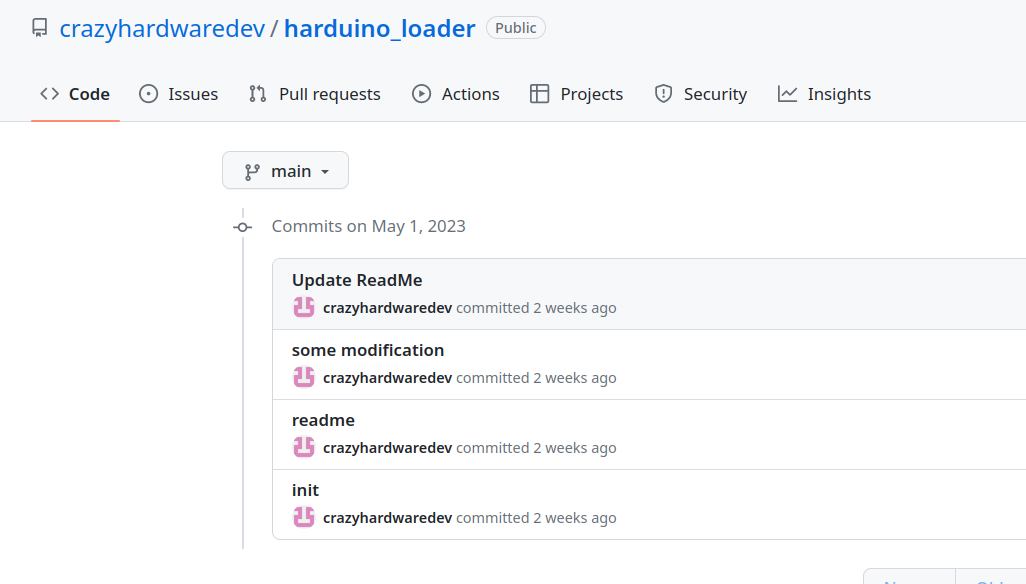 crazyhardwaredev / harduino_loader Public
Code Issues Pull requests Actions Projects Security Insights
main
Commits on May 1, 2023
Update ReadMe
crazyhardwaredev committed 2 weeks ago
some modification
crazyhardwaredev committed 2 weeks ago
readme
crazyhardwaredev committed 2 weeks ago
init
crazyhardwaredev committed 2 weeks ago